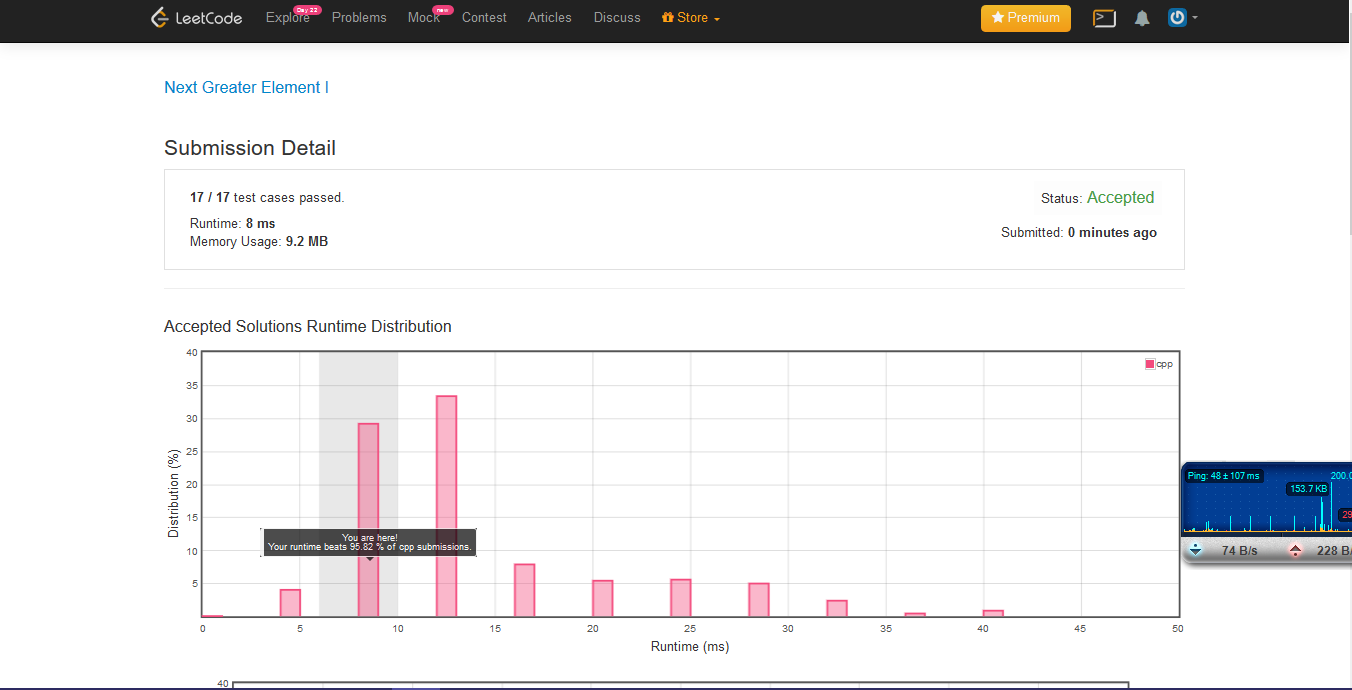 LeetCode Explore Day 22 Problems Mock new Contest Articles Discuss Store Premium
Next Greater Element I
Submission Detail
17 / 17 test cases passed.
Status: Accepted
Runtime: 8 ms
Submitted: 0 minutes ago
Memory Usage: 9.2 MB
Accepted Solutions Runtime Distribution
40
35
30
25
20
15
10
5
Distribution (%)
cpp
You are here!
Your runtime beats 95.82 % of cpp submissions.
0 5 10 15 20 25 30 35 40 45 50
Runtime (ms)
40
Ping: 48 ± 107 ms
153.7 KB
74 B/s